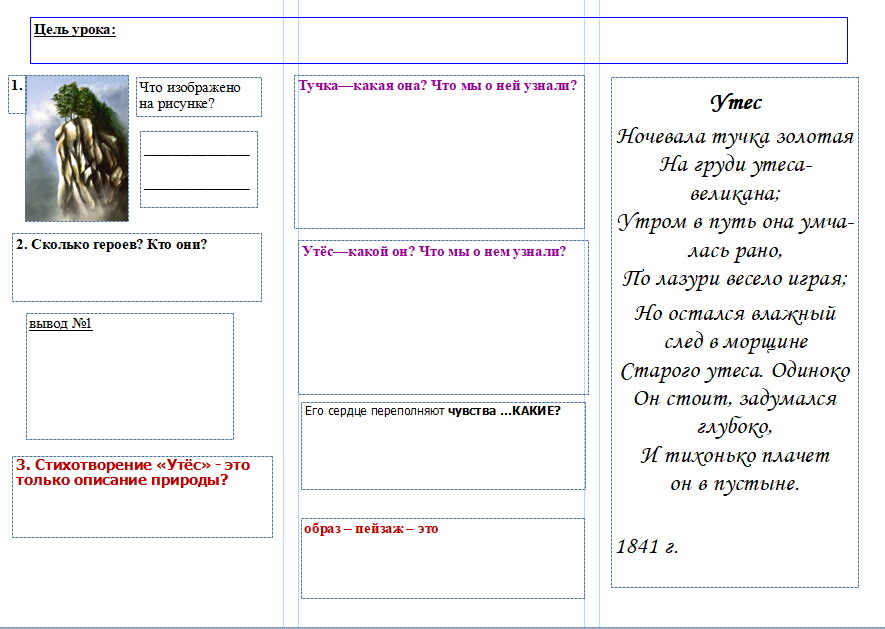 Цель урока:
1.
Что изображено
на рисунке?
2. Сколько героев? Кто они?
вывод №1
3. Стихотворение «Утёс» - это
только описание природы?
Тучка—какая она? Что мы о ней узнали?
Утёс—какой он? Что мы о нем узнали?
Его сердце переполняют чувства ...КАКИЕ?
образ – пейзаж – это
Утес
Ночевала тучка золотая
На груди утеса-
великана;
Утром в путь она умча-
лась рано,
По лазури весело играя;
Но остался влажный
след в морщине
Старого утеса. Одиноко
Он стоит, задумался
глубоко,
И тихонько плачет
он в пустыне.
1841 г.